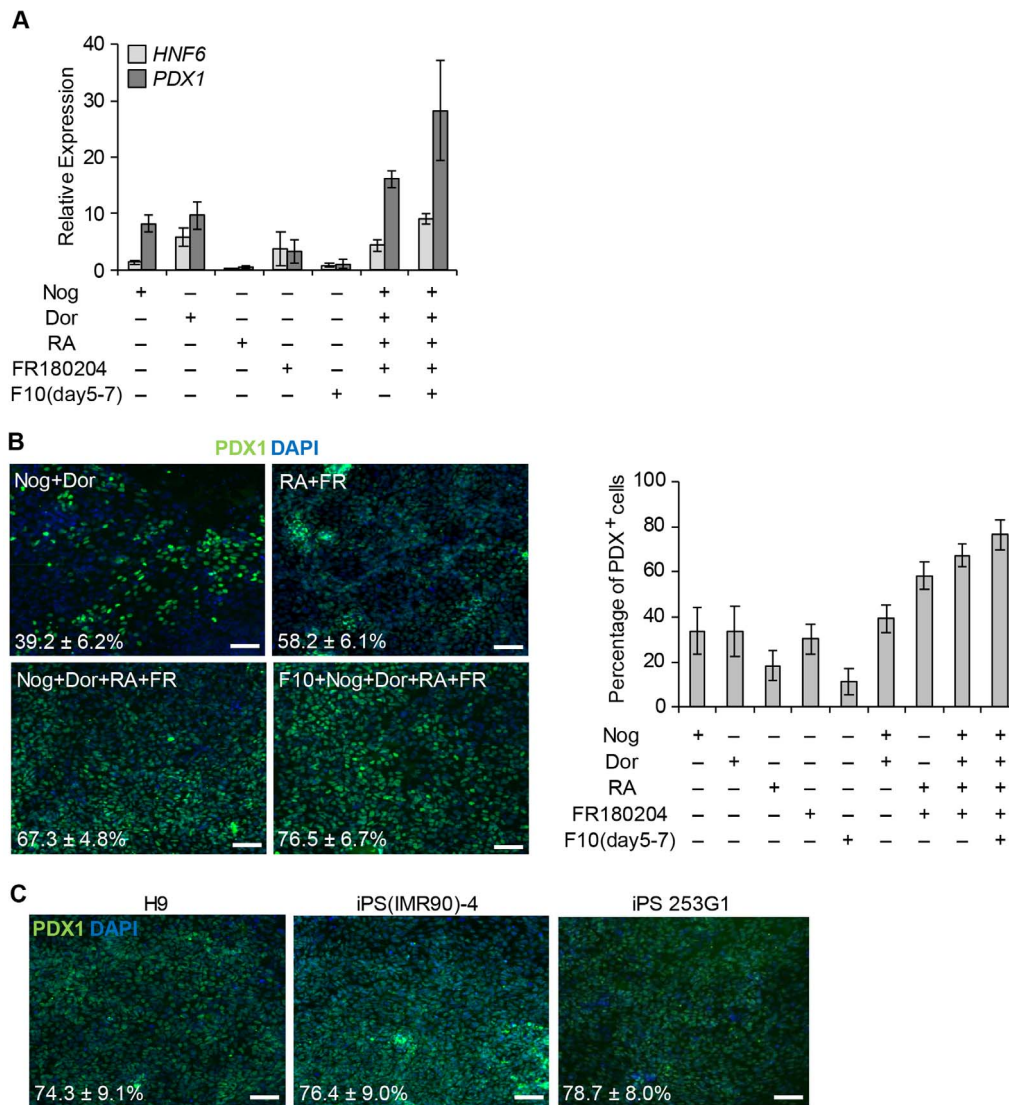 A
40
30
20
10
0
Relative Expression
HNF6
PDX1
Nog + – – – – + +
Dor – + – – – + +
RA – – + – – + +
FR180204 – – – + – + +
F10(day5-7) – – – – + – +
B
PDX1 DAPI
Nog+Dor
39.2 ± 6.2%
RA+FR
58.2 ± 6.1%
Nog+Dor+RA+FR
67.3 ± 4.8%
F10+Nog+Dor+RA+FR
76.5 ± 6.7%
100
80
60
40
20
0
Percentage of PDX⁺ cells
Nog + – – – – + – + +
Dor – + – – – + – + +
RA – – + – – – + + +
FR180204 – – – + – – + + +
F10(day5-7) – – – – + – – – +
C
H9
iPS(IMR90)-4
iPS 253G1
PDX1 DAPI
74.3 ± 9.1%
76.4 ± 9.0%
78.7 ± 8.0%